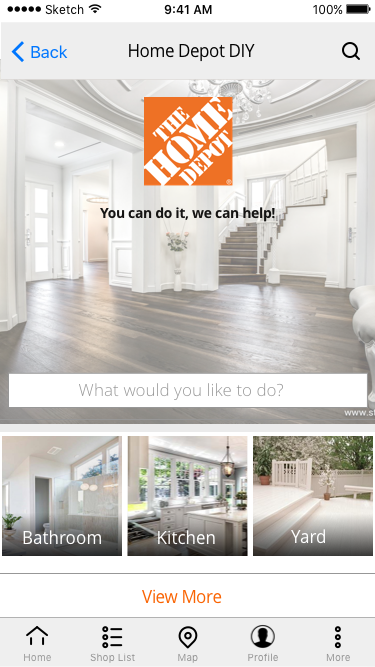 Sketch 9:41 AM 100%
Back Home Depot DIY
THE
HOME
DEPOT
You can do it, we can help!
What would you like to do?
Bathroom Kitchen Yard
View More
Home Shop List Map Profile More